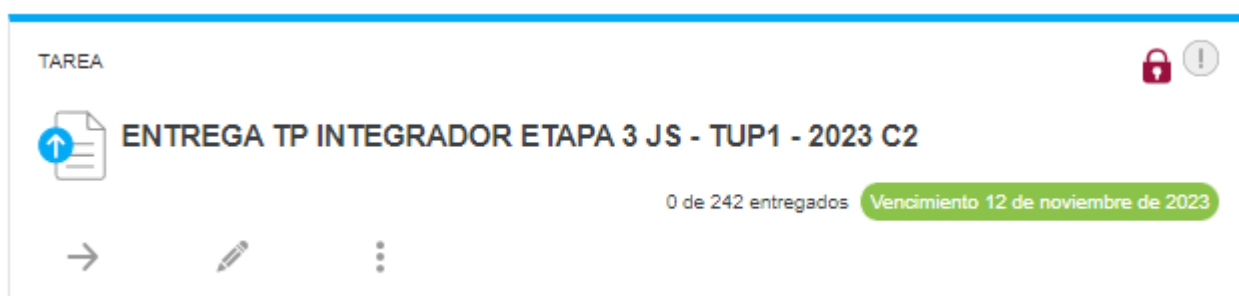 TAREA
ENTREGA TP INTEGRADOR ETAPA 3 JS - TUP1 - 2023 C2
0 de 242 entregados Vencimiento 12 de noviembre de 2023